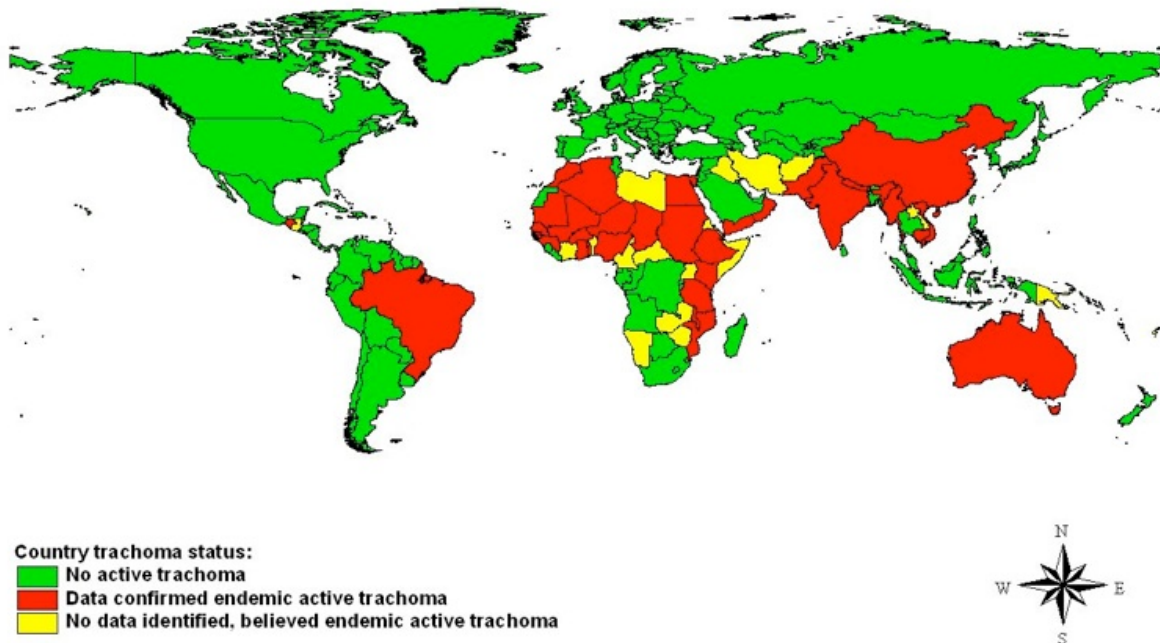 Country trachoma status:
No active trachoma
Data confirmed endemic active trachoma
No data identified, believed endemic active trachoma
N
W E
S